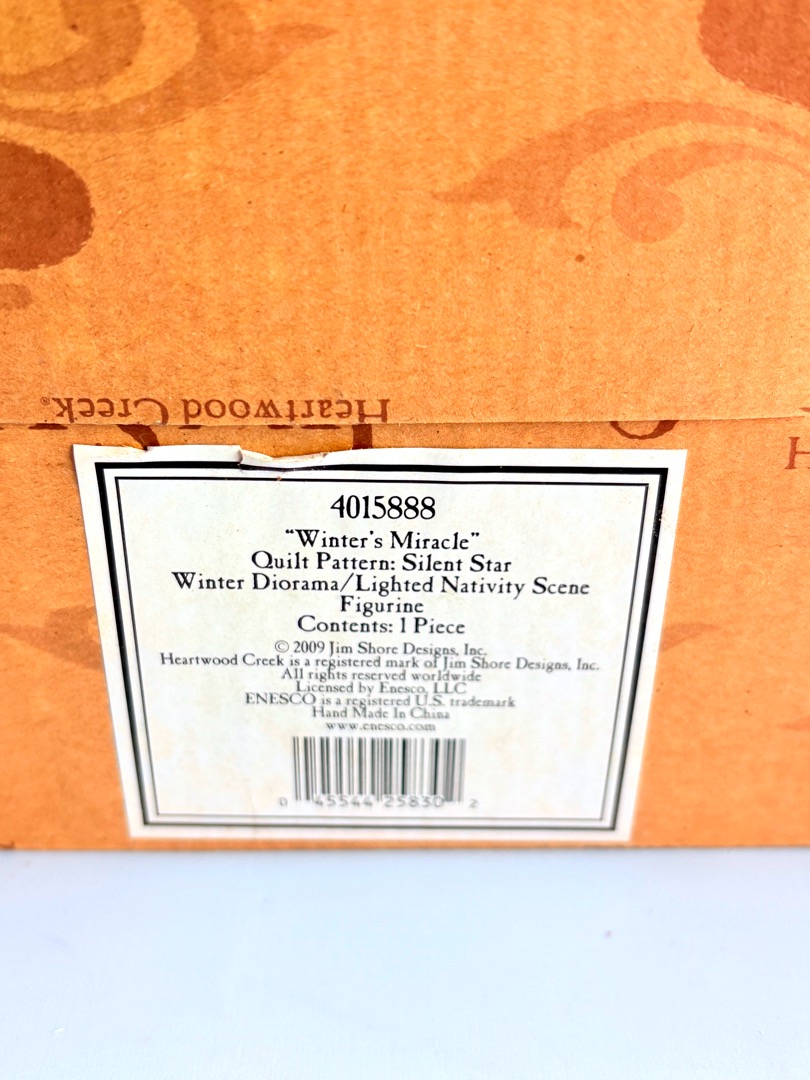 Heartwood Creek®
H
4015888
"Winter's Miracle"
Quilt Pattern: Silent Star
Winter Diorama/Lighted Nativity Scene
Figurine
Contents: 1 Piece
© 2009 Jim Shore Designs, Inc.
Heartwood Creek is a registered mark of Jim Shore Designs, Inc.
All rights reserved worldwide
Licensed by Enesco, LLC
ENESCO is a registered U.S. trademark
Hand Made In China
www.enesco.com
0 45544 25830 2